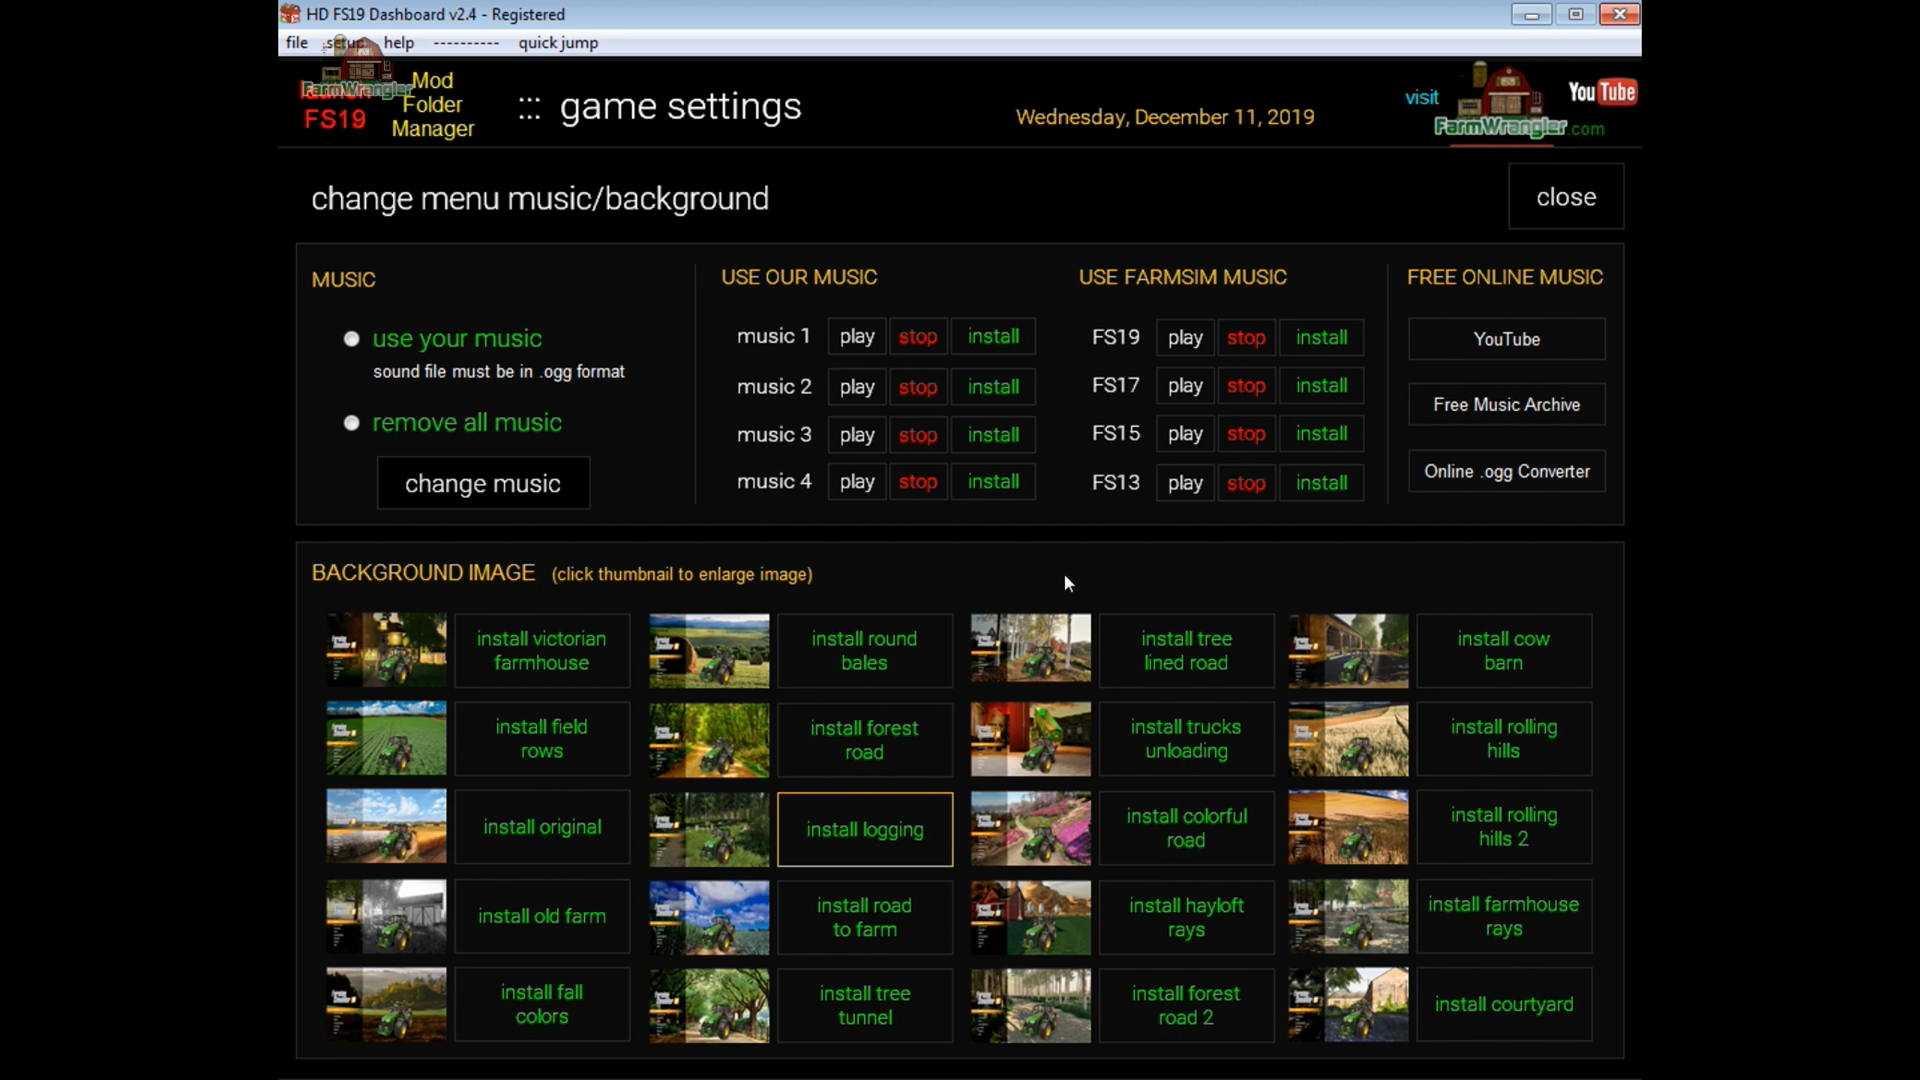 HD FS19 Dashboard v2.4 - Registered
file setup help ---------- quick jump
FarmWrangler
FS19
Mod
Folder
Manager
::: game settings
Wednesday, December 11, 2019
visit
FarmWrangler.com
YouTube
change menu music/background
close
MUSIC
use your music
sound file must be in .ogg format
remove all music
change music
USE OUR MUSIC
music 1 play stop install
music 2 play stop install
music 3 play stop install
music 4 play stop install
USE FARMSIM MUSIC
FS19 play stop install
FS17 play stop install
FS15 play stop install
FS13 play stop install
FREE ONLINE MUSIC
YouTube
Free Music Archive
Online .ogg Converter
BACKGROUND IMAGE (click thumbnail to enlarge image)
install victorian
farmhouse
install round
bales
install tree
lined road
install cow
barn
install field
rows
install forest
road
install trucks
unloading
install rolling
hills
install original
install logging
install colorful
road
install rolling
hills 2
install old farm
install road
to farm
install hayloft
rays
install farmhouse
rays
install fall
colors
install tree
tunnel
install forest
road 2
install courtyard